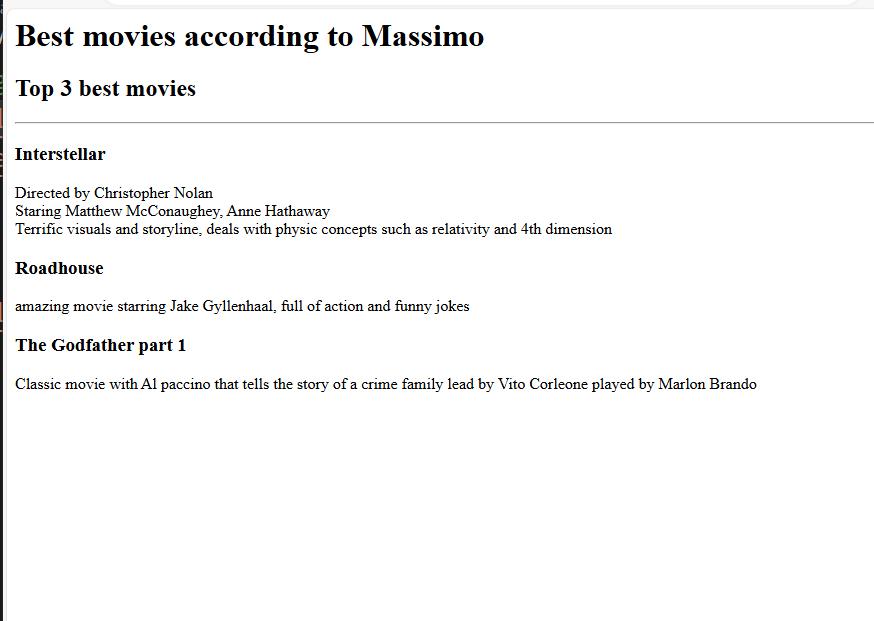 Best movies according to Massimo
Top 3 best movies
Interstellar
Directed by Christopher Nolan
Staring Matthew McConaughey, Anne Hathaway
Terrific visuals and storyline, deals with physic concepts such as relativity and 4th dimension
Roadhouse
amazing movie starring Jake Gyllenhaal, full of action and funny jokes
The Godfather part 1
Classic movie with Al paccino that tells the story of a crime family lead by Vito Corleone played by Marlon Brando